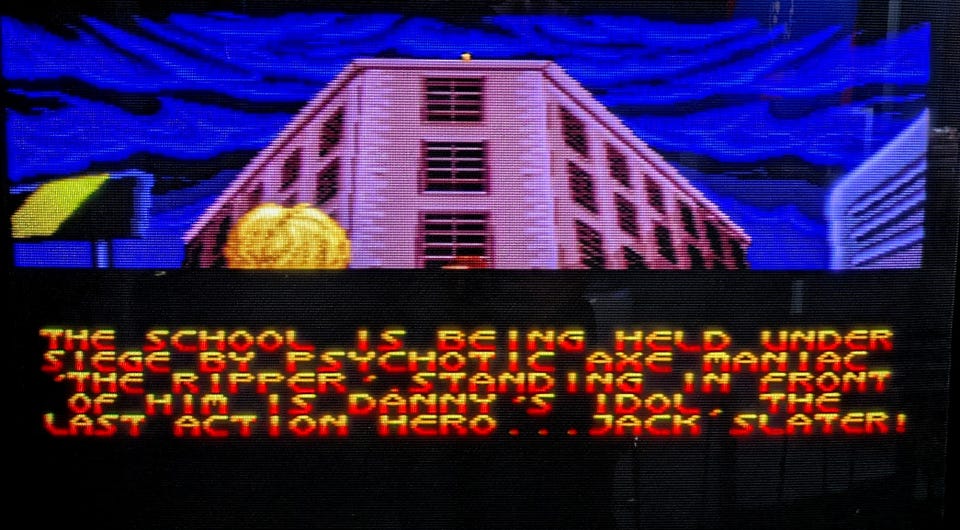 THE SCHOOL IS BEING HELD UNDER
SIEGE BY PSYCHOTIC AXE MANIAC
'THE RIPPER' STANDING IN FRONT
OF HIM IS DANNY'S IDOL, THE
LAST ACTION HERO...JACK SLATER!